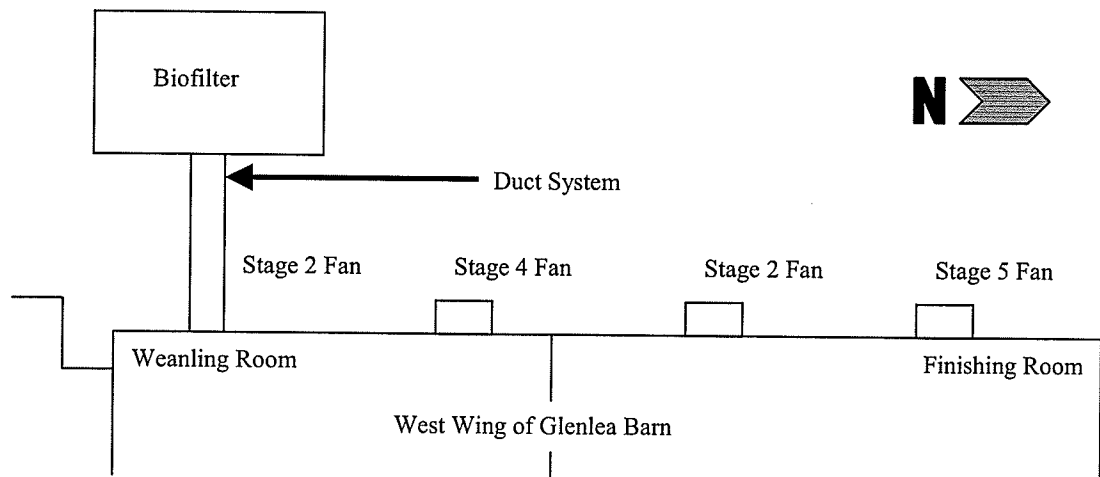 Biofilter
N
Duct System
Stage 2 Fan
Stage 4 Fan
Stage 2 Fan
Stage 5 Fan
Weanling Room
Finishing Room
West Wing of Glenlea Barn